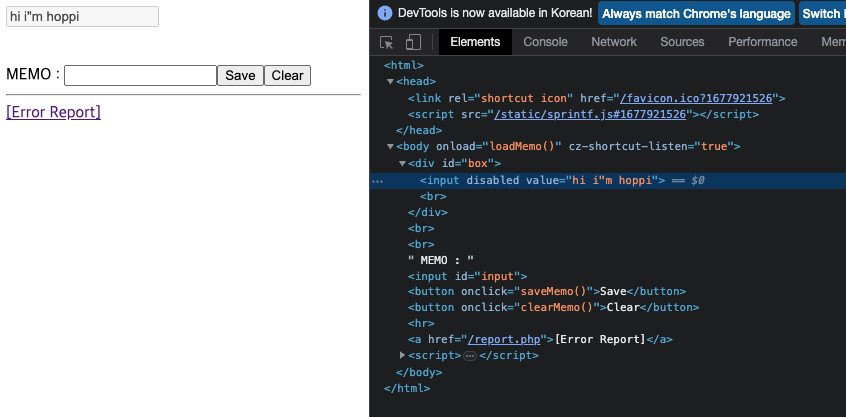 hi i"m hoppi
MEMO : Save Clear
[Error Report]
DevTools is now available in Korean! Always match Chrome's language Switch
Elements Console Network Sources Performance Mem
<html>
<head>
<link rel="shortcut icon" href="/favicon.ico?1677921526">
<script src="/static/sprintf.js#1677921526"></script>
</head>
<body onload="loadMemo()" cz-shortcut-listen="true">
<div id="box">
… <input disabled value="hi i"m hoppi"> == $0
<br>
</div>
<br>
<br>
" MEMO : "
<input id="input">
<button onclick="saveMemo()">Save</button>
<button onclick="clearMemo()">Clear</button>
<hr>
<a href="/report.php">[Error Report]</a>
<script>…</script>
</body>
</html>